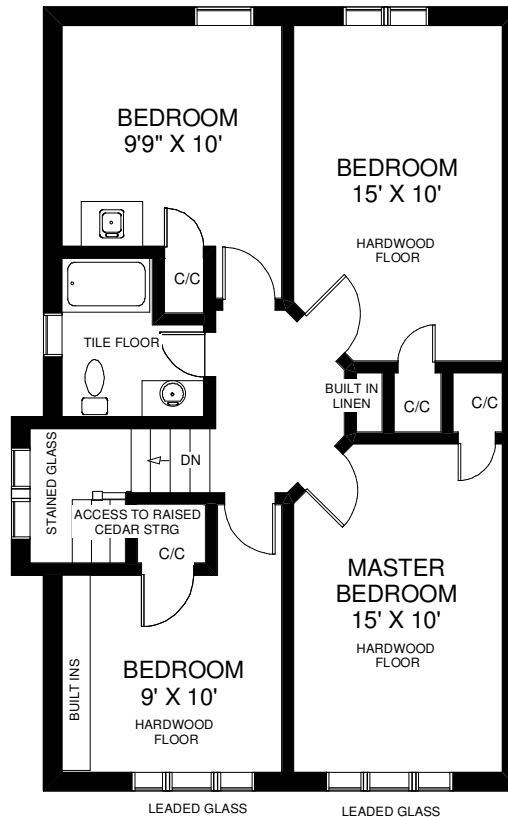 BEDROOM
9'9" X 10'
BEDROOM
15' X 10'
HARDWOOD
FLOOR
C/C
TILE FLOOR
BUILT IN
LINEN
C/C
C/C
STAINED GLASS
DN
ACCESS TO RAISED
CEDAR STRG
C/C
MASTER
BEDROOM
15' X 10'
HARDWOOD
FLOOR
BUILT INS
BEDROOM
9' X 10'
HARDWOOD
FLOOR
LEADED GLASS
LEADED GLASS